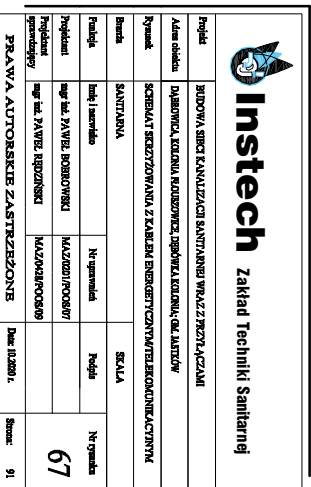 Instech Zakład Techniki Sanitarnej
Projekt BUDOWA SIECI KANALIZACJI SANITARNEJ WRAZ Z PRZYŁĄCZAMI
Adres obiektu DĄBROWICA, KOLONIA PŁOUSZOWICE, DĘBÓWKA KOLONIA; GM. JASTKÓW
Rysunek SCHEMAT SKRZYŻOWANIA Z KABLEM ENERGETYCZNYM/TELEKOMUNIKACYJNYM
Branża SANITARNA SKALA
Funkcja Imię i nazwisko Nr uprawnień Podpis Nr rysunku
Projektant mgr inż. PAWEŁ BOBROWSKI MAZ/0201/POOS/07 67
Projektant sprawdzający mgr inż. PAWEŁ RĘDZIŃSKI MAZ/0428/POOS/09
PRAWA AUTORSKIE ZASTRZEŻONE Data: 10.2020 r. Strona: 91